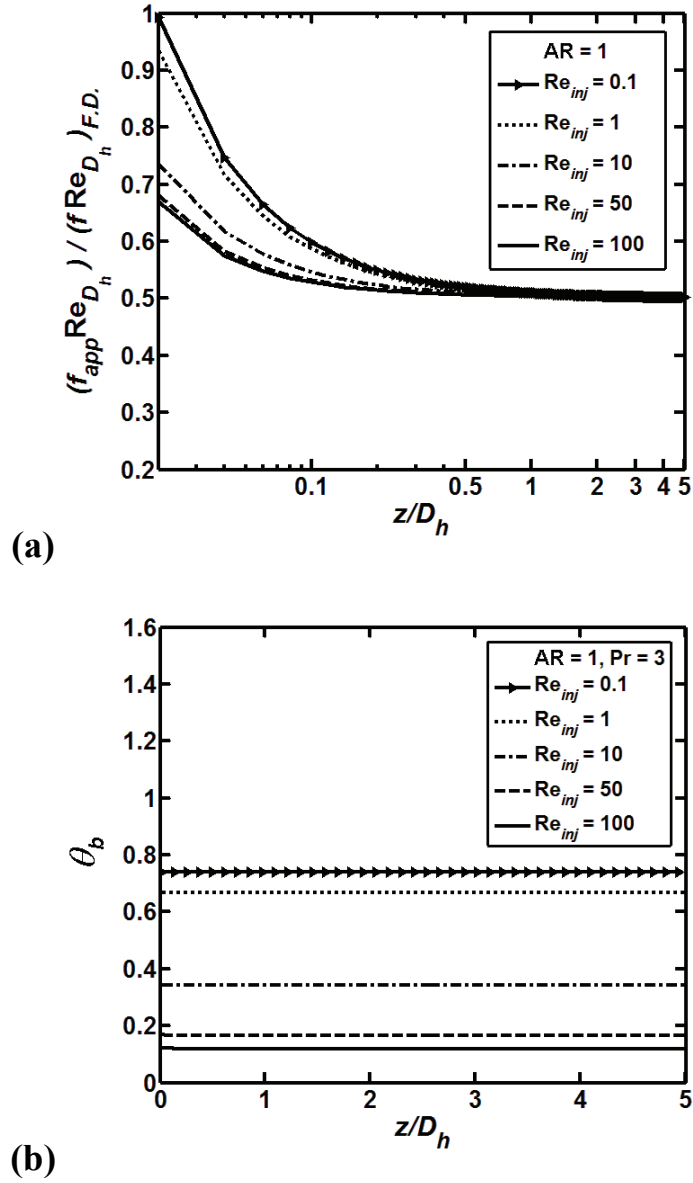 1
0.9
0.8
0.7
0.6
0.5
0.4
0.3
0.2
(f_app Re_D_h) / (f Re_D_h)_F.D.
AR = 1
Re_inj = 0.1
Re_inj = 1
Re_inj = 10
Re_inj = 50
Re_inj = 100
0.1 0.5 1 2 3 4 5
z/D_h
(a)
1.6
1.4
1.2
1
0.8
0.6
0.4
0.2
0
θ_b
AR = 1, Pr = 3
Re_inj = 0.1
Re_inj = 1
Re_inj = 10
Re_inj = 50
Re_inj = 100
0 1 2 3 4 5
z/D_h
(b)